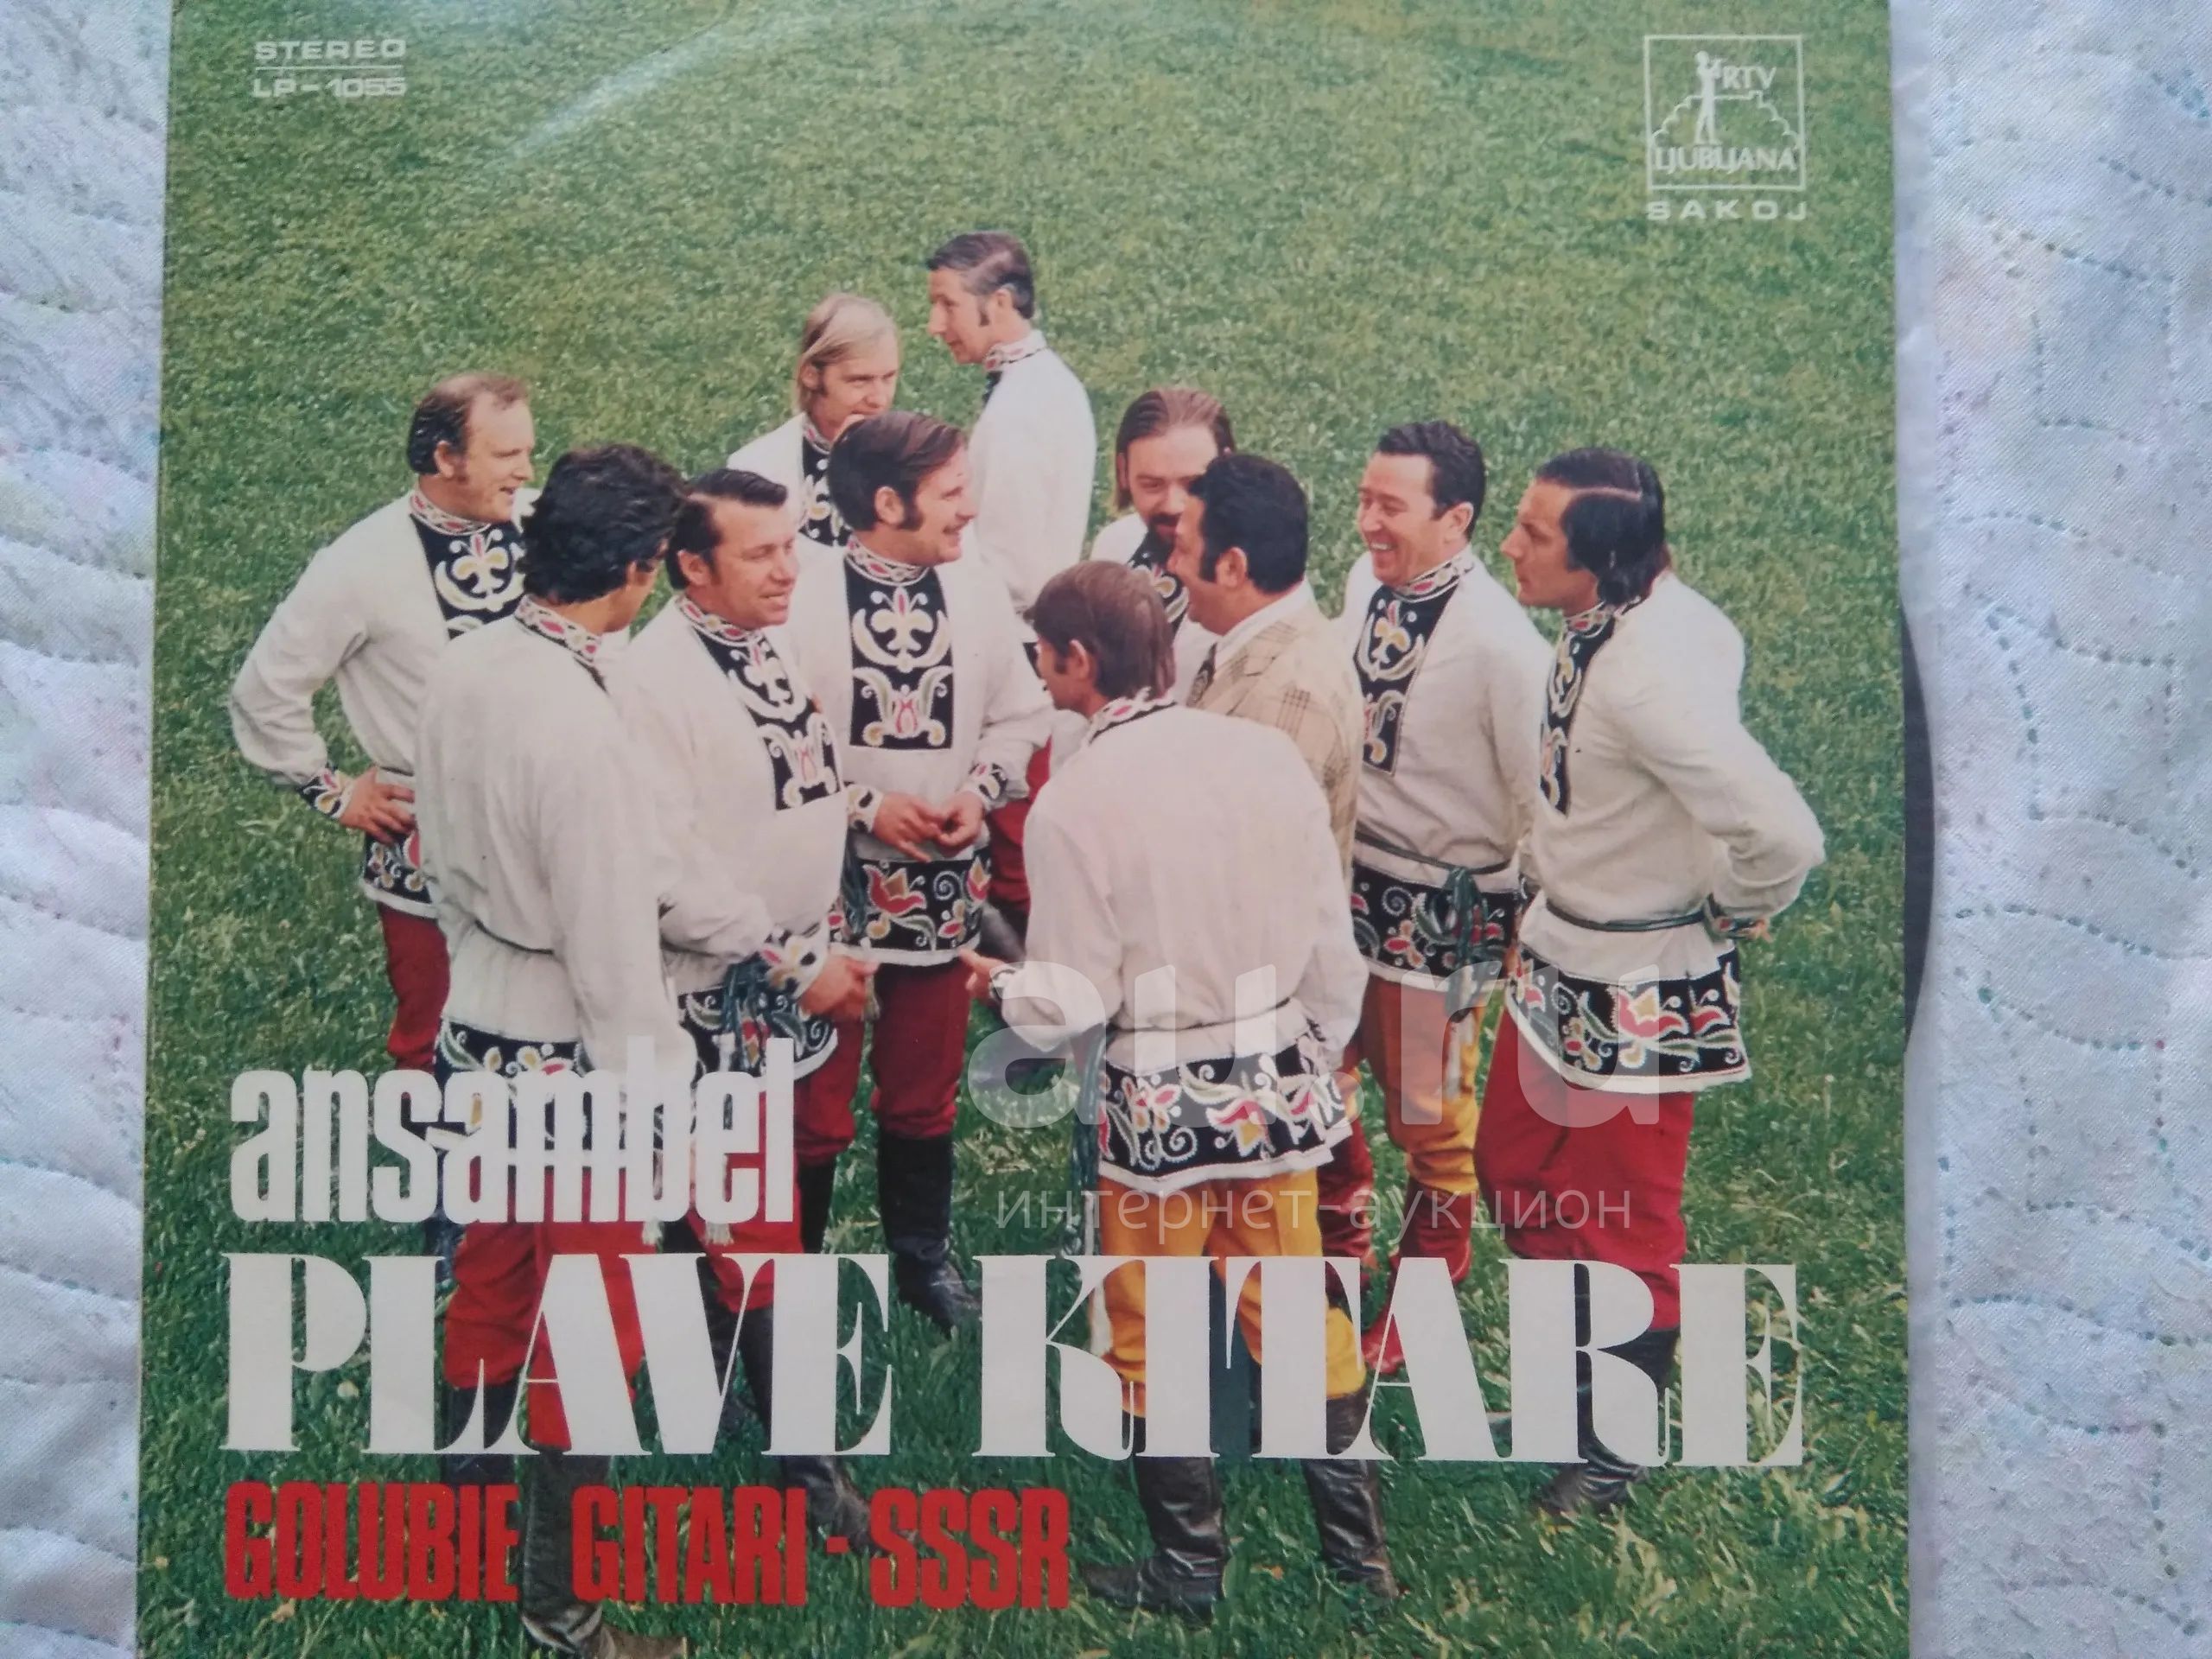 STEREO
LP-1055
RTV
LJUBLJANA
SAKOJ
ansambel
PLAVE KITARE
GOLUBIE GITARI-SSSR
au.ru
интернет-аукцион